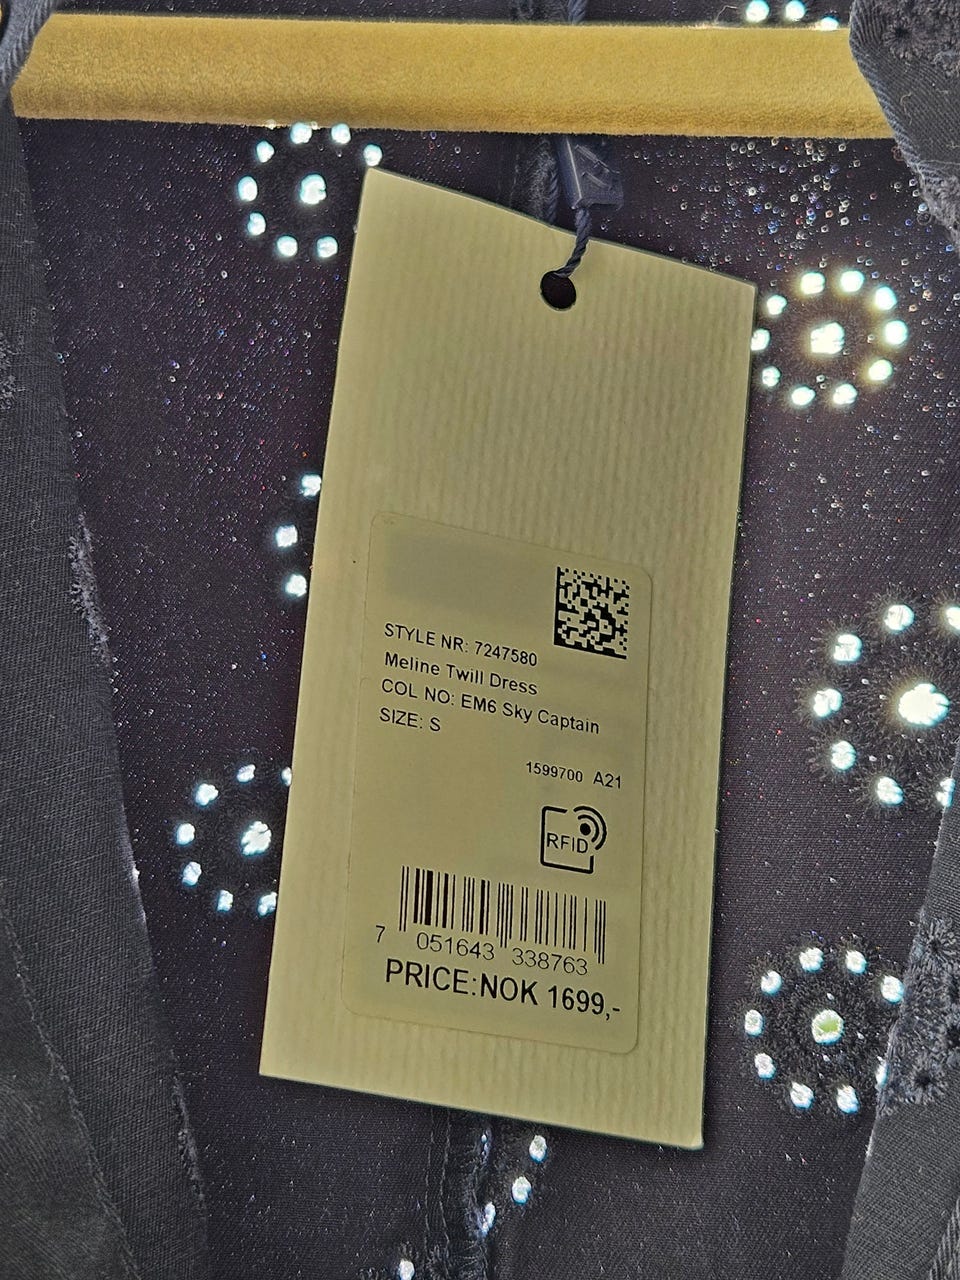 STYLE NR: 7247580
Meline Twill Dress
COL NO: EM6 Sky Captain
SIZE: S
1599700 A21
RFID
7 051643 338763
PRICE:NOK 1699,-